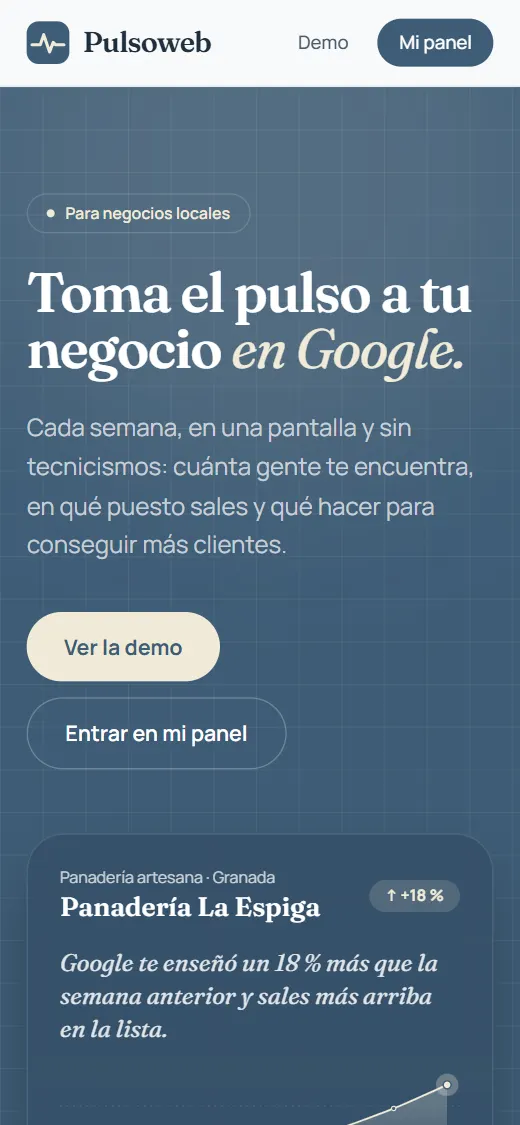 Pulsoweb
Demo
Mi panel
Para negocios locales
Toma el pulso a tu
negocio en Google.
Cada semana, en una pantalla y sin
tecnicismos: cuánta gente te encuentra,
en qué puesto sales y qué hacer para
conseguir más clientes.
Ver la demo
Entrar en mi panel
Panadería artesana · Granada
Panadería La Espiga
↑ +18 %
Google te enseñó un 18 % más que la
semana anterior y sales más arriba
en la lista.